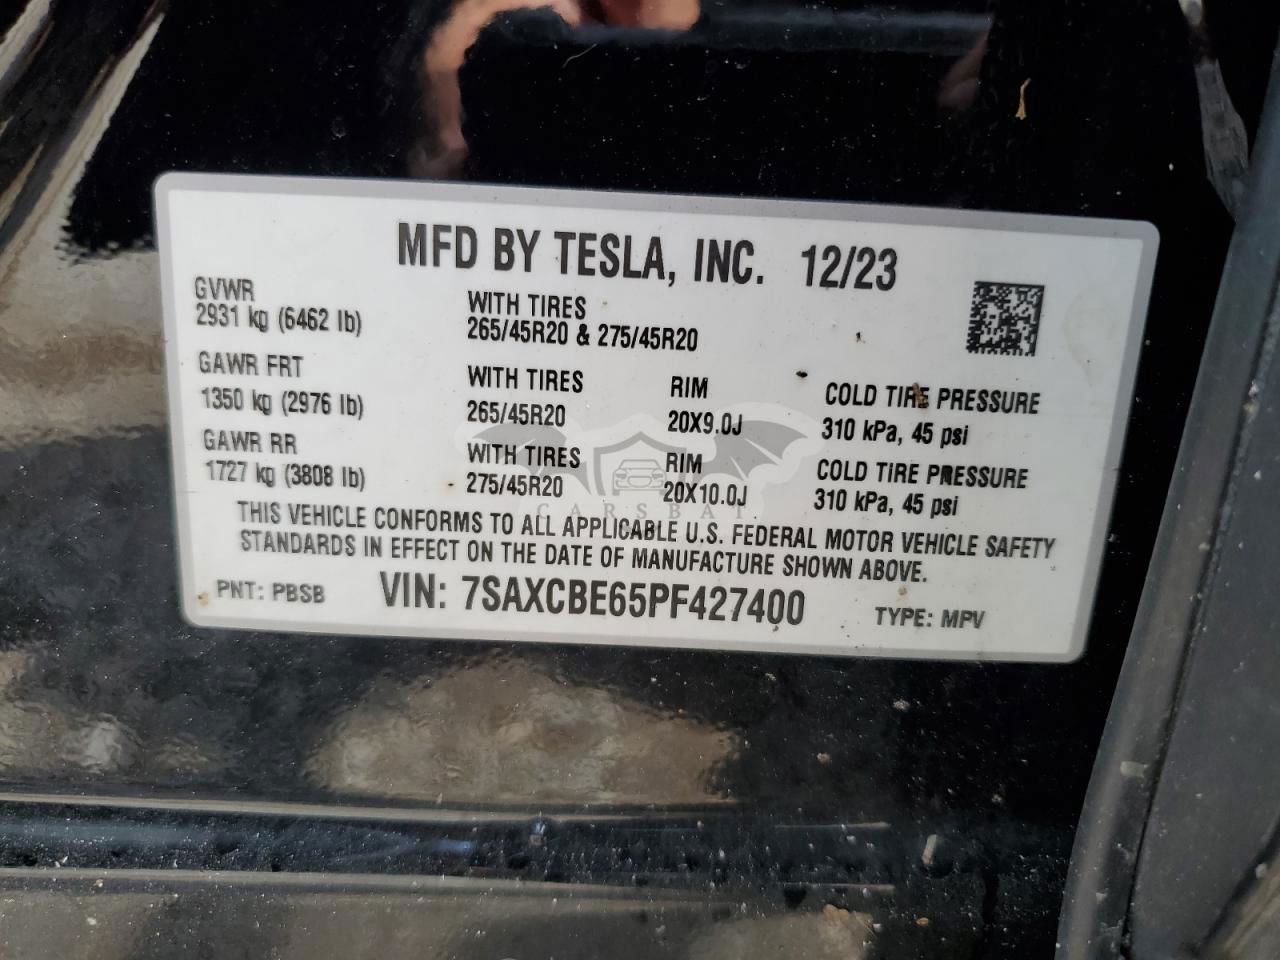 MFD BY TESLA, INC. 12/23
GVWR
2931 kg (6462 lb)
WITH TIRES
265/45R20 & 275/45R20
GAWR FRT
1350 kg (2976 lb)
WITH TIRES
265/45R20
RIM
20X9.0J
COLD TIRE PRESSURE
310 kPa, 45 psi
GAWR RR
1727 kg (3808 lb)
WITH TIRES
275/45R20
RIM
20X10.0J
COLD TIRE PRESSURE
310 kPa, 45 psi
CARSBAT
THIS VEHICLE CONFORMS TO ALL APPLICABLE U.S. FEDERAL MOTOR VEHICLE SAFETY
STANDARDS IN EFFECT ON THE DATE OF MANUFACTURE SHOWN ABOVE.
PNT: PBSB
VIN: 7SAXCBE65PF427400
TYPE: MPV